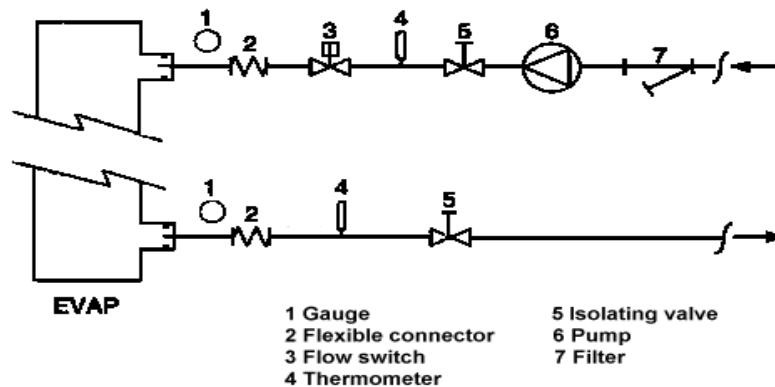 1
2
3
4
5
6
7
1
2
4
5
EVAP
1 Gauge
2 Flexible connector
3 Flow switch
4 Thermometer
5 Isolating valve
6 Pump
7 Filter